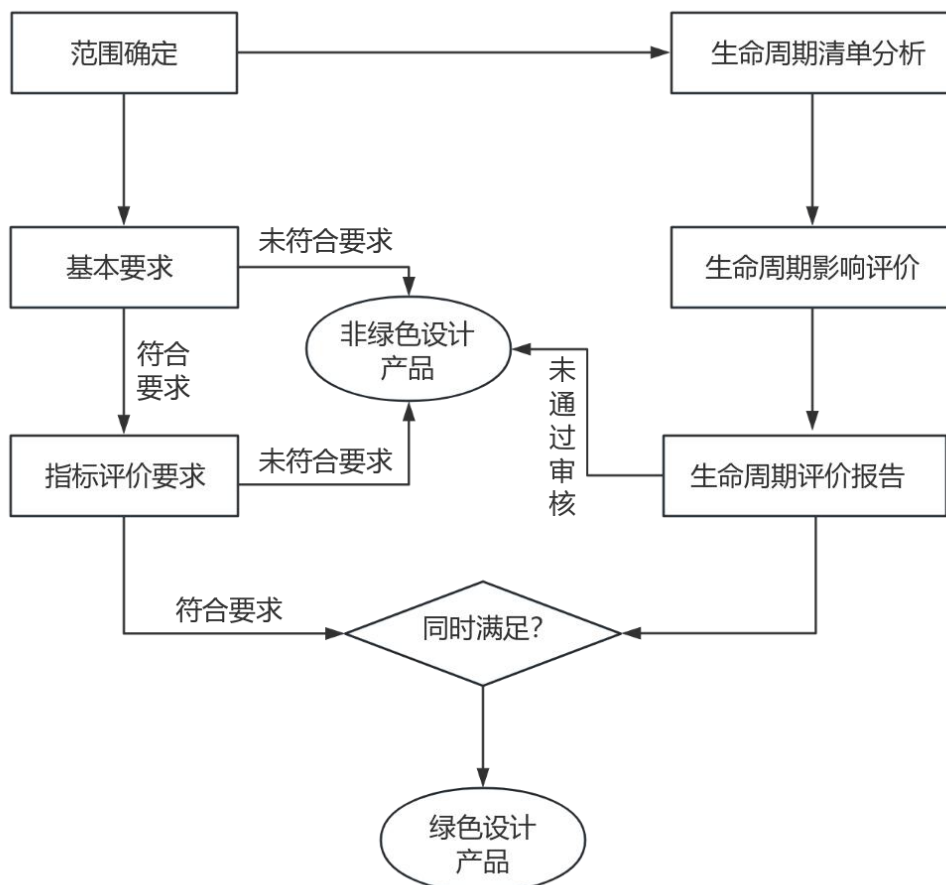 范围确定
生命周期清单分析
基本要求
未符合要求
生命周期影响评价
非绿色设计
产品
符合
要求
未通过审核
指标评价要求
未符合要求
生命周期评价报告
符合要求
同时满足?
绿色设计
产品